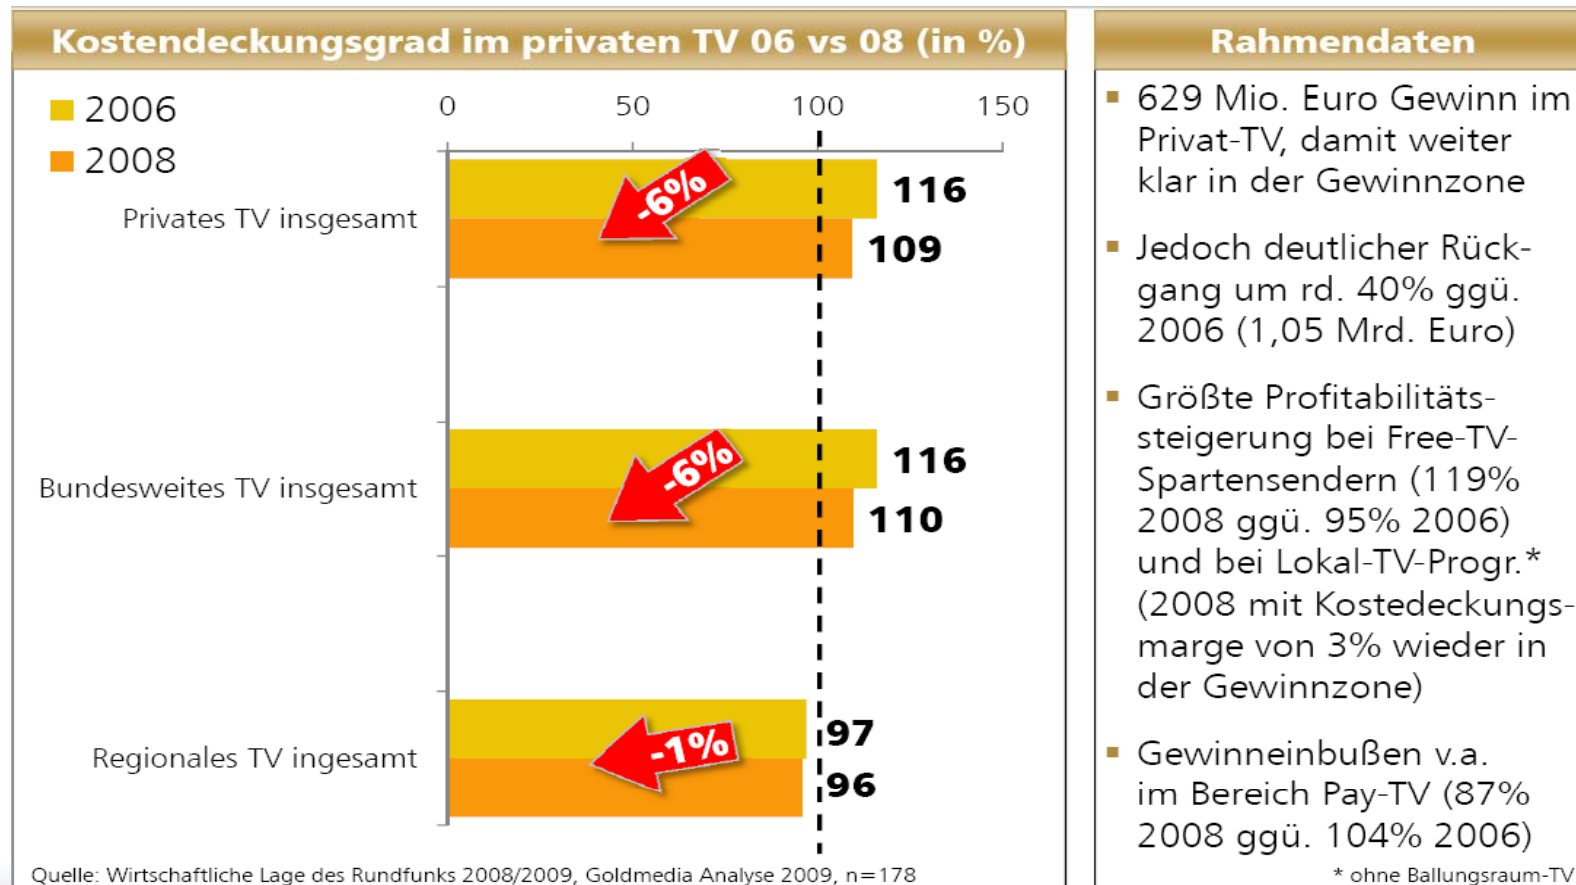 Kostendeckungsgrad im privaten TV 06 vs 08 (in %)
2006
2008
0 50 100 150
Privates TV insgesamt
-6%
116
109
Bundesweites TV insgesamt
-6%
116
110
Regionales TV ingesamt
-1%
97
96
Quelle: Wirtschaftliche Lage des Rundfunks 2008/2009, Goldmedia Analyse 2009, n=178
Rahmendaten
629 Mio. Euro Gewinn im
Privat-TV, damit weiter
klar in der Gewinnzone
Jedoch deutlicher Rück-
gang um rd. 40% ggü.
2006 (1,05 Mrd. Euro)
Größte Profitabilitäts-
steigerung bei Free-TV-
Spartensendern (119%
2008 ggü. 95% 2006)
und bei Lokal-TV-Progr.*
(2008 mit Kostedeckungs-
marge von 3% wieder in
der Gewinnzone)
Gewinneinbußen v.a.
im Bereich Pay-TV (87%
2008 ggü. 104% 2006)
* ohne Ballungsraum-TV